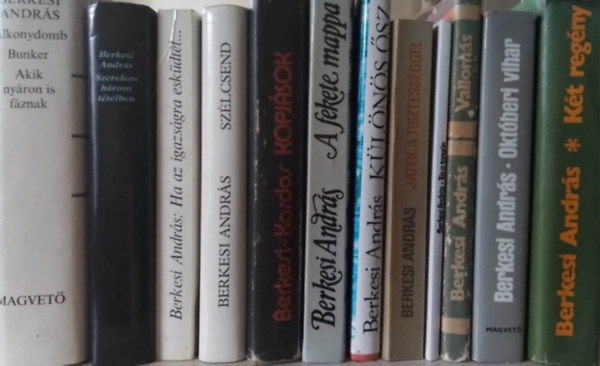 BERKESI
ANDRÁS
Alkonydomb
Bunker
Akik
nyáron is
fáznak
MAGVETŐ
Berkesi
András
Szerelem
három
tételben
Berkesi András: Ha az igazságra esküdtél...
BERKESI ANDRÁS SZÉLCSEND
Berkesi-Kardos KOPJÁSOK
Berkesi András A fekete mappa
Berkesi András KÜLÖNÖS ŐSZ
BERKESI ANDRÁS JÁTÉK A TISZTESSÉGGEL
Berkesi András Vallomás
Berkesi András • Októberi vihar
MAGVETŐ
Berkesi András * Két regény